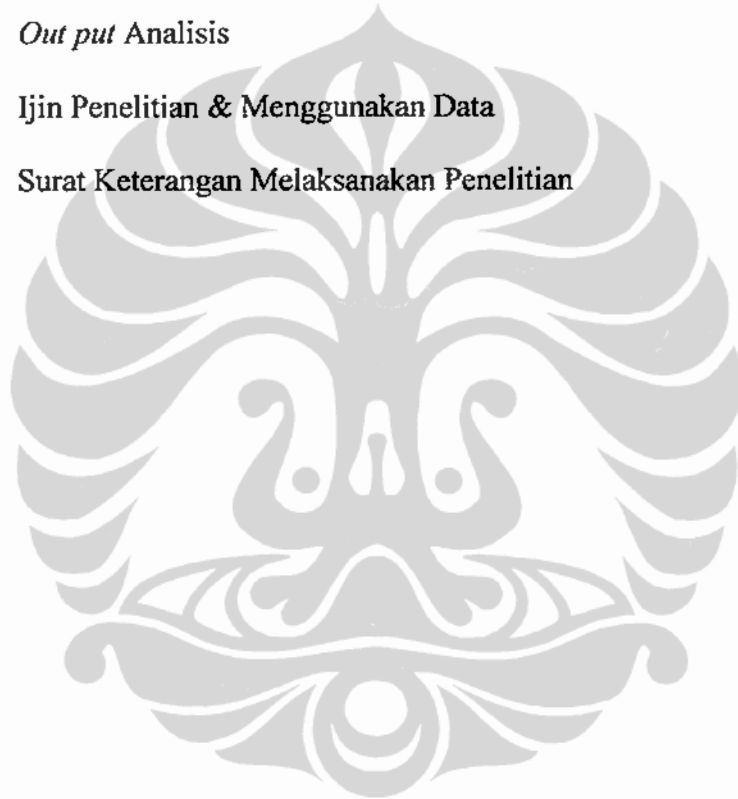 Out put Analisis
Ijin Penelitian & Menggunakan Data
Surat Keterangan Melaksanakan Penelitian